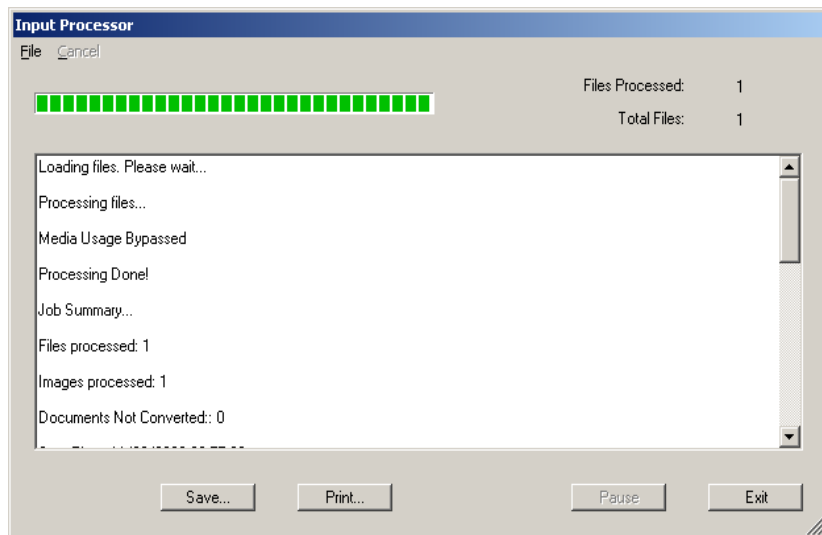 Input Processor
File Cancel
Files Processed: 1
Total Files: 1
Loading files. Please wait...
Processing files...
Media Usage Bypassed
Processing Done!
Job Summary...
Files processed: 1
Images processed: 1
Documents Not Converted:: 0
Save... Print... Pause Exit